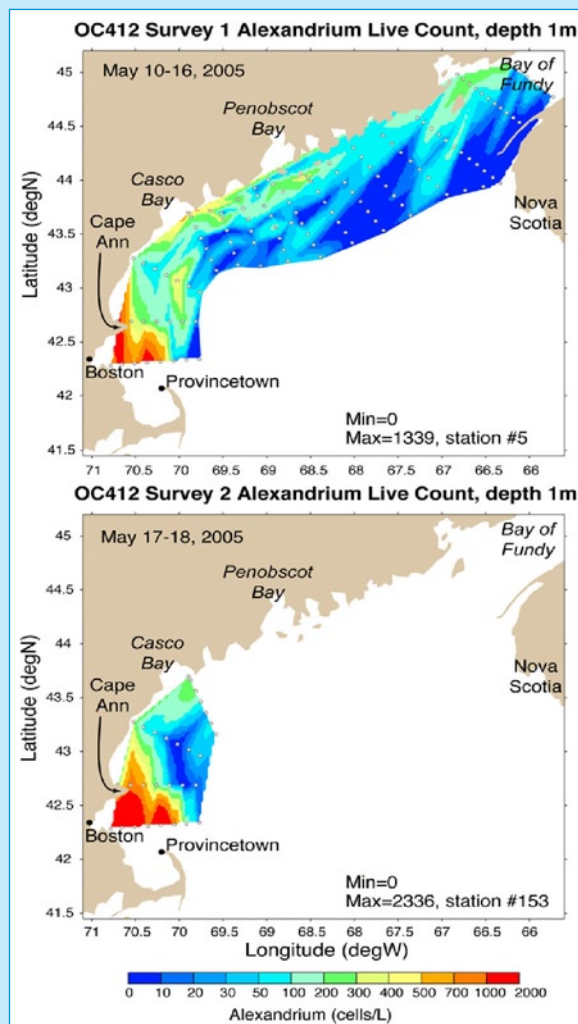 OC412 Survey 1 Alexandrium Live Count, depth 1m
May 10-16, 2005
Bay of
Fundy
Penobscot
Bay
Casco
Bay
Cape
Ann
Nova
Scotia
Boston
Provincetown
Min=0
Max=1339, station #5
Latitude (degN)
45
44.5
44
43.5
43
42.5
42
41.5
71 70.5 70 69.5 69 68.5 68 67.5 67 66.5 66
OC412 Survey 2 Alexandrium Live Count, depth 1m
May 17-18, 2005
Bay of
Fundy
Penobscot
Bay
Casco
Bay
Cape
Ann
Nova
Scotia
Boston
Provincetown
Min=0
Max=2336, station #153
Latitude (degN)
45
44.5
44
43.5
43
42.5
42
41.5
71 70.5 70 69.5 69 68.5 68 67.5 67 66.5 66
Longitude (degW)
0 10 20 30 50 100 200 300 400 500 700 1000 2000
Alexandrium (cells/L)